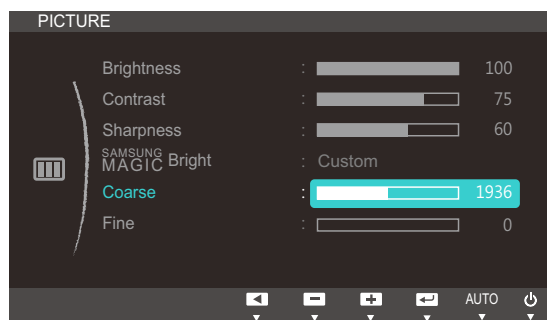 PICTURE
Brightness : 100
Contrast : 75
Sharpness : 60
SAMSUNG MAGIC Bright : Custom
Coarse : 1936
Fine : 0
AUTO